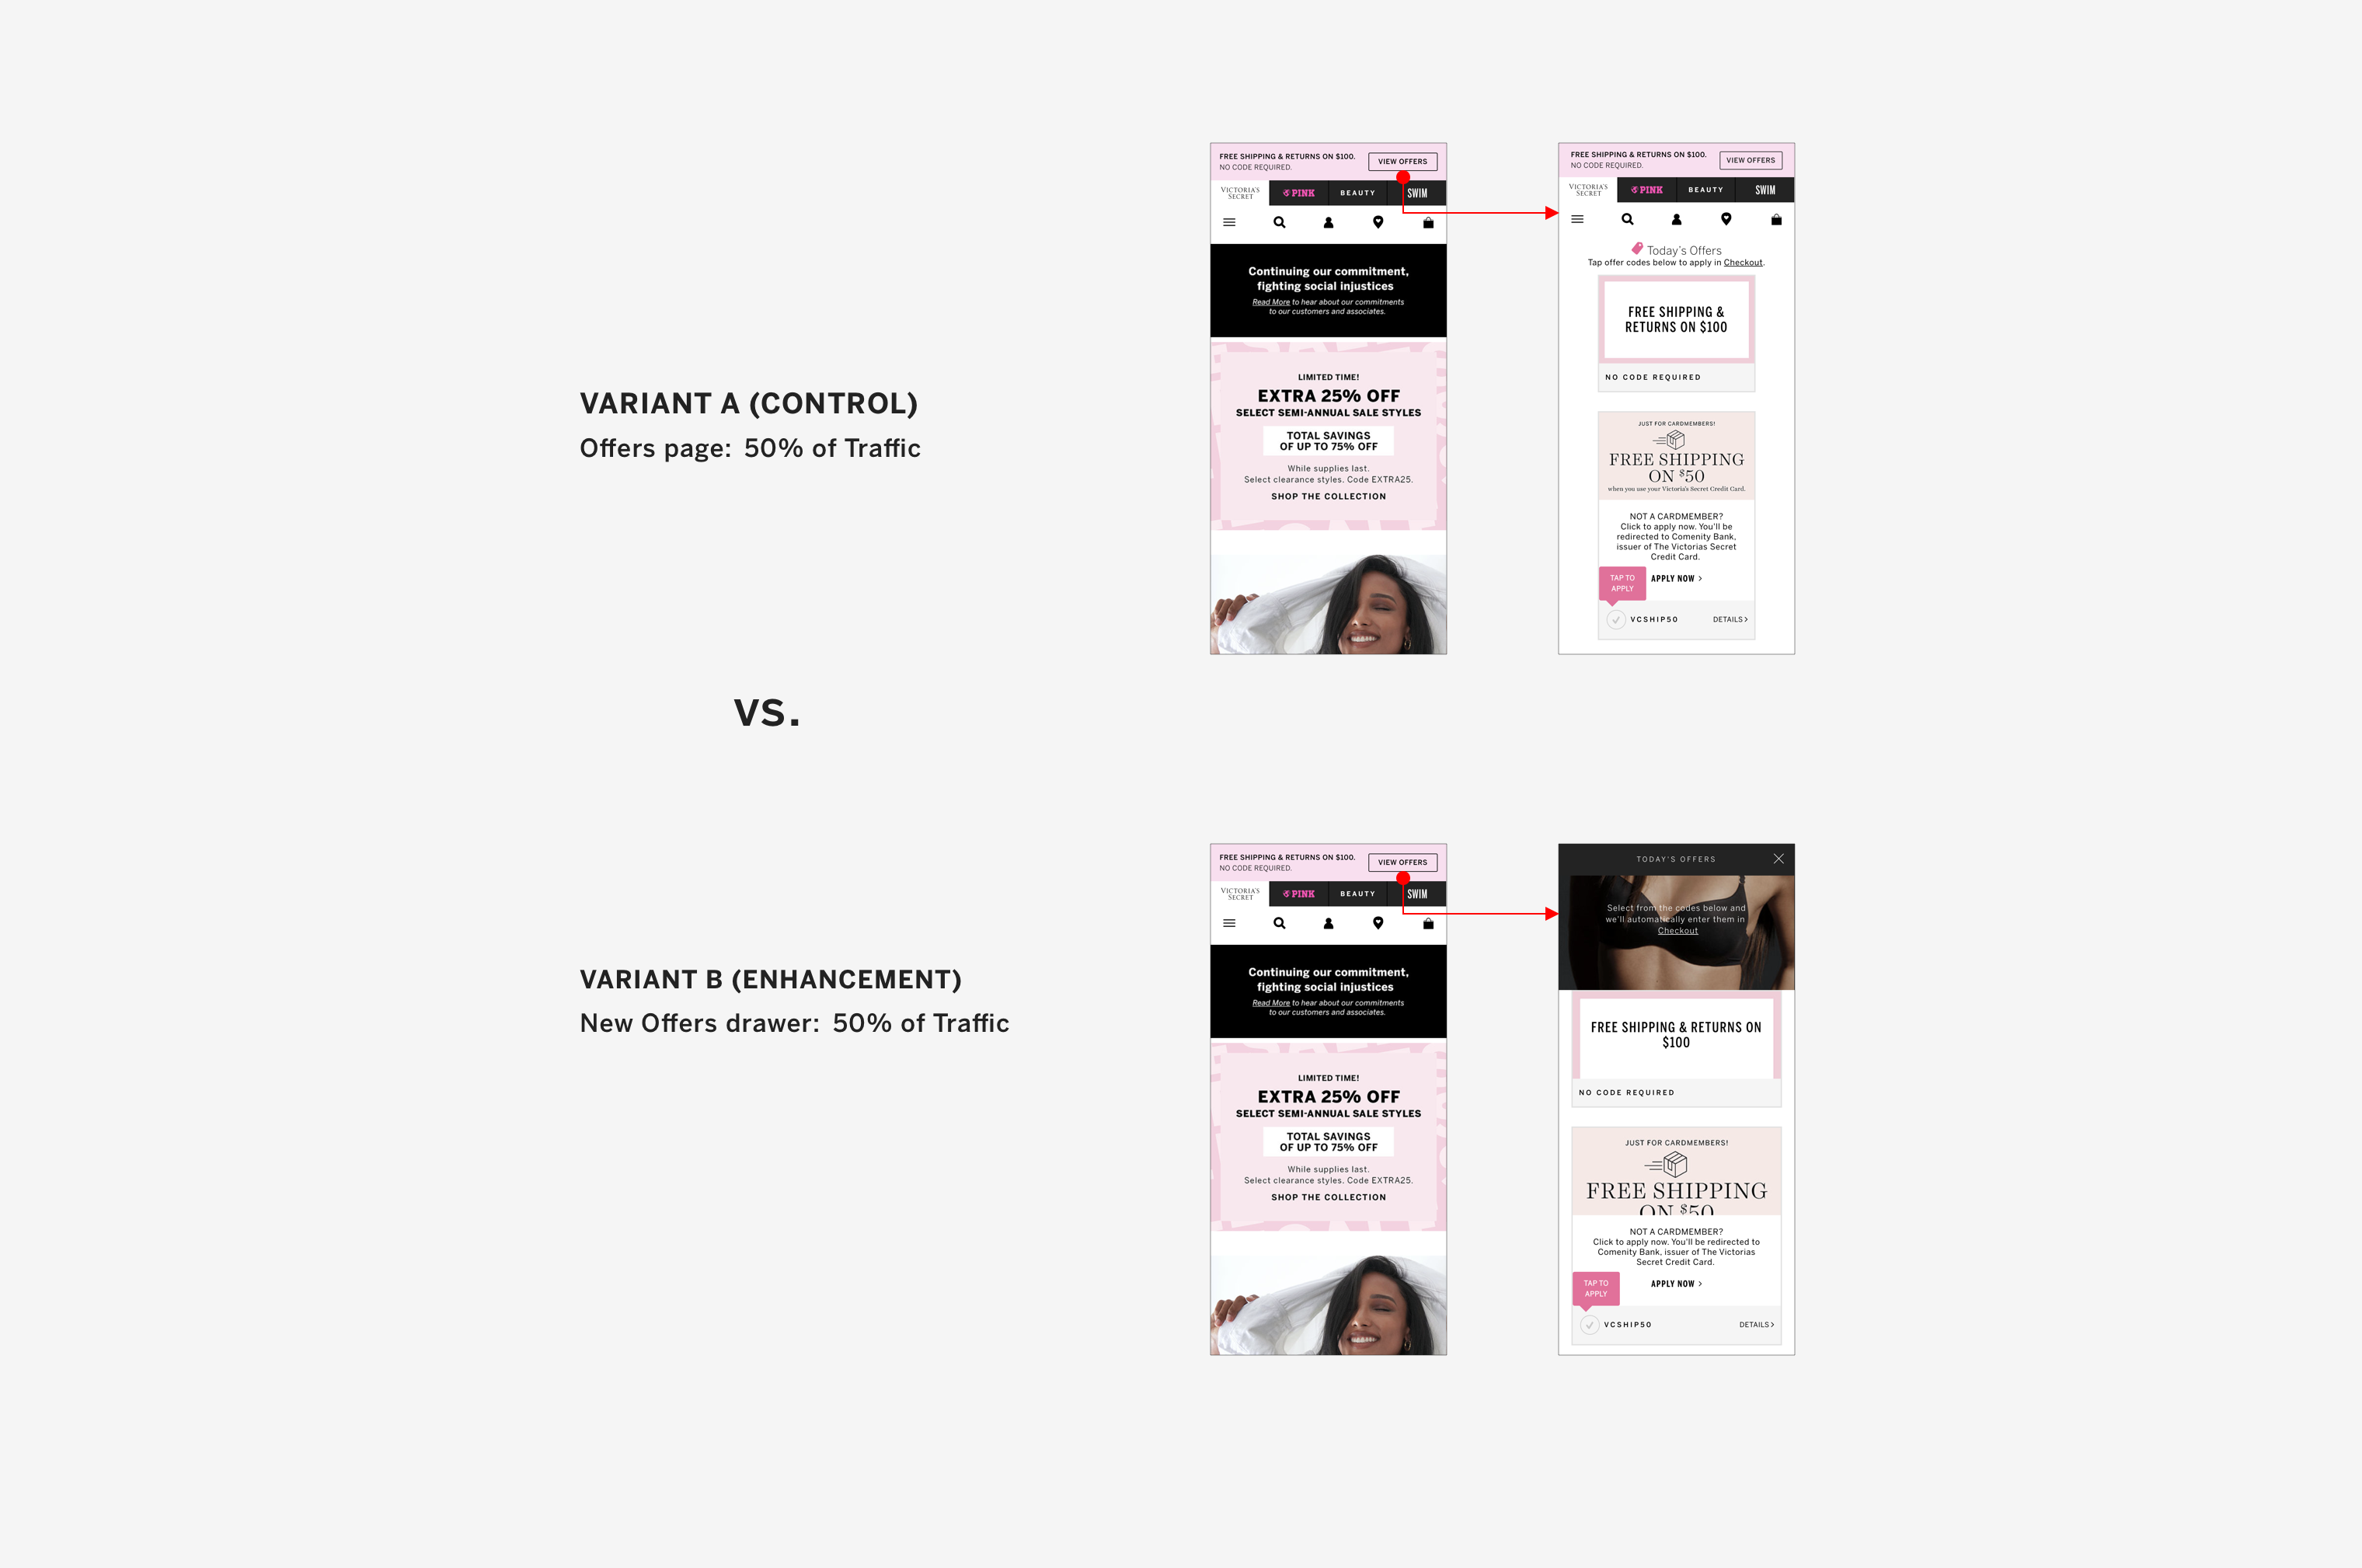 VARIANT A (CONTROL)
Offers page: 50% of Traffic
FREE SHIPPING & RETURNS ON $100.
NO CODE REQUIRED.
VIEW OFFERS
VICTORIA'S
SECRET
PINK
BEAUTY
SWIM
Continuing our commitment,
fighting social injustices
Read More to hear about our commitments
to our customers and associates.
LIMITED TIME!
EXTRA 25% OFF
SELECT SEMI-ANNUAL SALE STYLES
TOTAL SAVINGS
OF UP TO 75% OFF
While supplies last.
Select clearance styles. Code EXTRA25.
SHOP THE COLLECTION
FREE SHIPPING & RETURNS ON $100.
NO CODE REQUIRED.
VIEW OFFERS
VICTORIA'S
SECRET
PINK
BEAUTY
SWIM
Today's Offers
Tap offer codes below to apply in Checkout.
FREE SHIPPING &
RETURNS ON $100
NO CODE REQUIRED
JUST FOR CARDMEMBERS!
FREE SHIPPING
ON $50
when you use your Victoria's Secret Credit Card.
NOT A CARDMEMBER?
Click to apply now. You'll be
redirected to Comenity Bank,
issuer of The Victorias Secret
Credit Card.
TAP TO
APPLY
APPLY NOW >
VCSHIP50
DETAILS >
VS.
VARIANT B (ENHANCEMENT)
New Offers drawer: 50% of Traffic
FREE SHIPPING & RETURNS ON $100.
NO CODE REQUIRED.
VIEW OFFERS
VICTORIA'S
SECRET
PINK
BEAUTY
SWIM
Continuing our commitment,
fighting social injustices
Read More to hear about our commitments
to our customers and associates.
LIMITED TIME!
EXTRA 25% OFF
SELECT SEMI-ANNUAL SALE STYLES
TOTAL SAVINGS
OF UP TO 75% OFF
While supplies last.
Select clearance styles. Code EXTRA25.
SHOP THE COLLECTION
TODAY'S OFFERS
Select from the codes below and
we'll automatically enter them in
Checkout
FREE SHIPPING & RETURNS ON
$100
NO CODE REQUIRED
JUST FOR CARDMEMBERS!
FREE SHIPPING
ON $50
NOT A CARDMEMBER?
Click to apply now. You'll be redirected to
Comenity Bank, issuer of The Victorias
Secret Credit Card.
TAP TO
APPLY
APPLY NOW >
VCSHIP50
DETAILS >